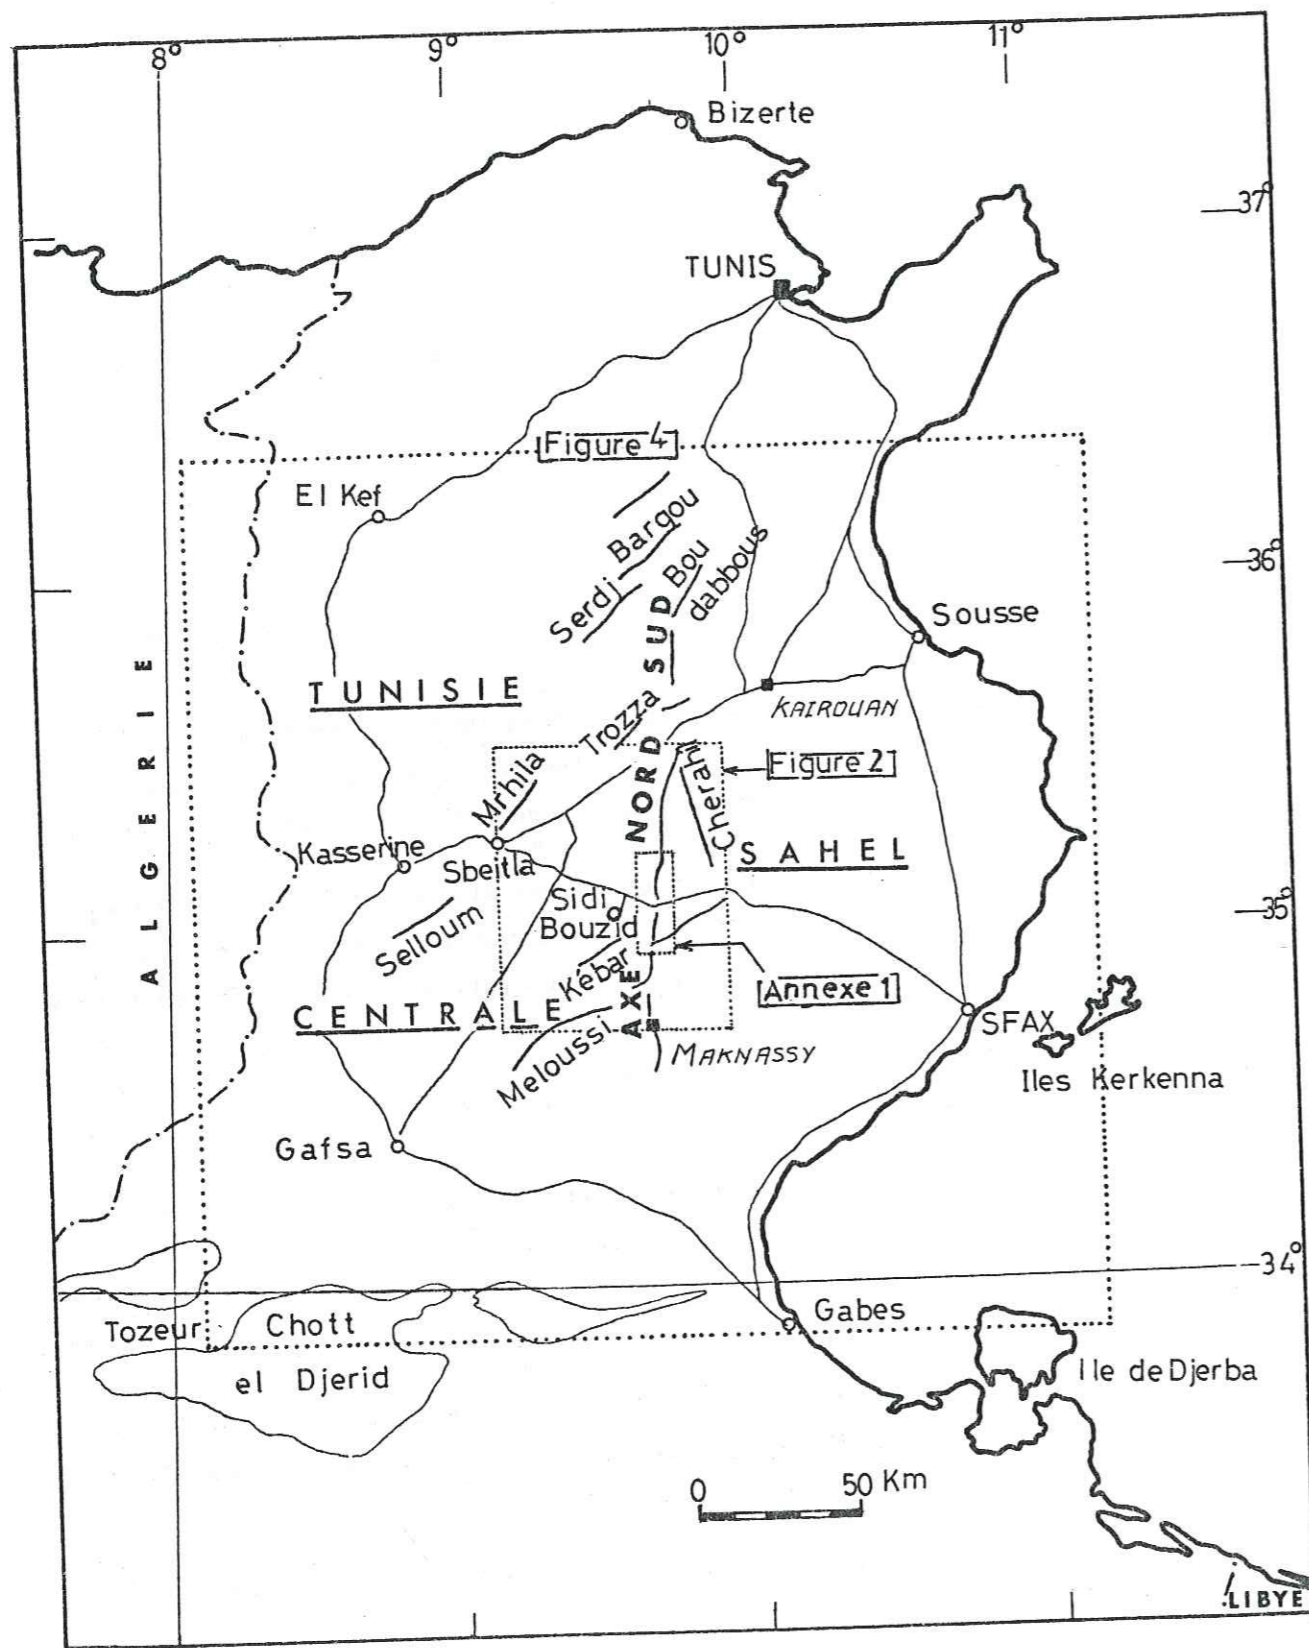 8° 9° 10° 11°
Bizerte
37°
TUNIS
Figure 4
El Kef
Bargou
Serdj
Bou
dabbous
36°
Sousse
ALGERIE
TUNISIE
AXE NORD SUD
Trozza
KAIROUAN
Mrhila
Cherahi
Figure 2
Kasserine
Sbeitla
SAHEL
Sidi
Bouzid
35°
Selloum
Kébar
Annexe 1
CENTRALE
SFAX
Meloussi
MAKNASSY
Iles Kerkenna
Gafsa
34°
Tozeur
Chott
el Djerid
Gabes
Ile de Djerba
0 50 Km
LIBYE